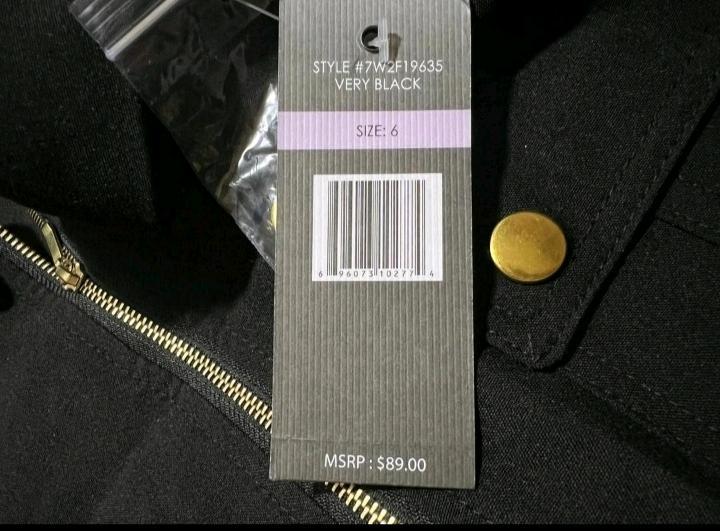 STYLE #7W2F19635
VERY BLACK
SIZE: 6
6 96073 10277 4
MSRP : $89.00